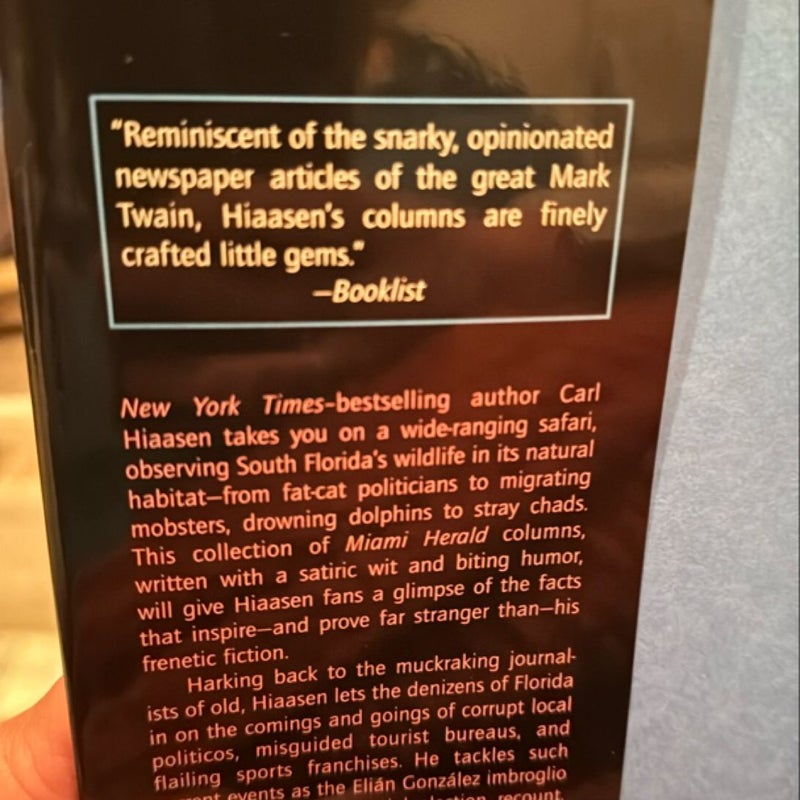 "Reminiscent of the snarky, opinionated
newspaper articles of the great Mark
Twain, Hiaasen's columns are finely
crafted little gems."
—Booklist
New York Times–bestselling author Carl
Hiaasen takes you on a wide-ranging safari,
observing South Florida's wildlife in its natural
habitat—from fat-cat politicians to migrating
mobsters, drowning dolphins to stray chads.
This collection of Miami Herald columns,
written with a satiric wit and biting humor,
will give Hiaasen fans a glimpse of the facts
that inspire—and prove far stranger than—his
frenetic fiction.
Harking back to the muckraking journal-
ists of old, Hiaasen lets the denizens of Florida
in on the comings and goings of corrupt local
politicos, misguided tourist bureaus, and
flailing sports franchises. He tackles such
events as the Elián González imbroglio
recount,